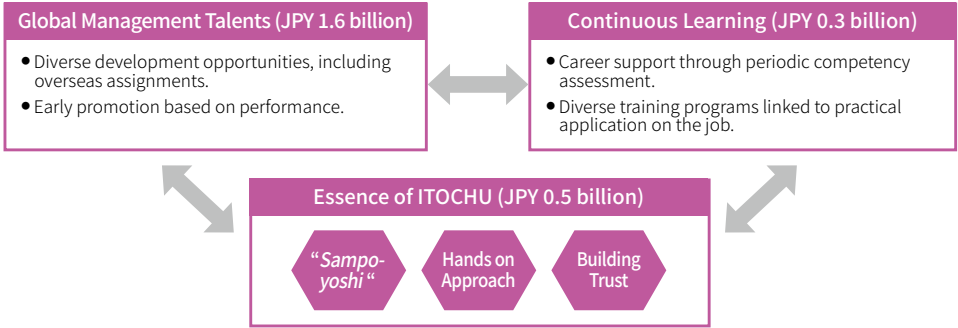 Global Management Talents (JPY 1.6 billion)
● Diverse development opportunities, including
overseas assignments.
● Early promotion based on performance.
Continuous Learning (JPY 0.3 billion)
● Career support through periodic competency
assessment.
● Diverse training programs linked to practical
application on the job.
Essence of ITOCHU (JPY 0.5 billion)
“Sampo-
yoshi“
Hands on
Approach
Building
Trust